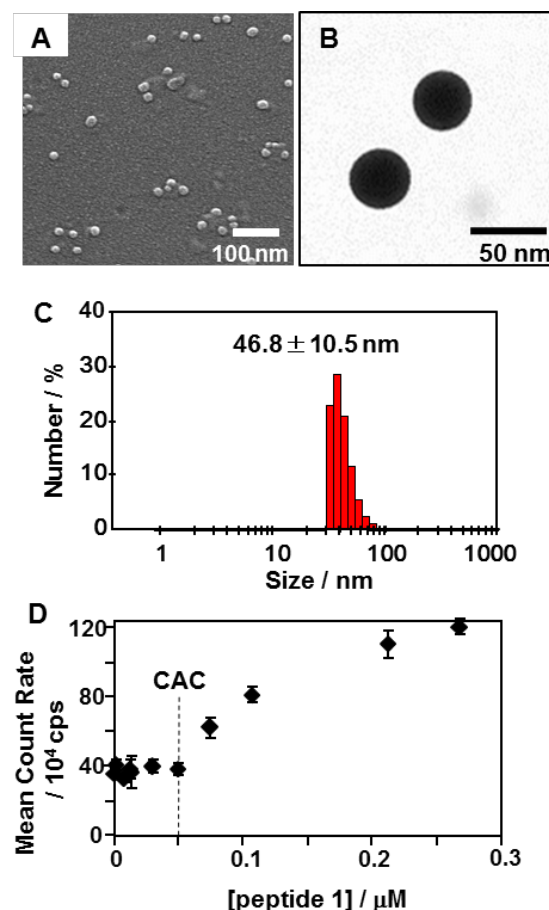 A
100 nm
B
50 nm
C
46.8 ± 10.5 nm
40
30
20
10
0
Number / %
1 10 100 1000
Size / nm
D
CAC
120
80
40
0
Mean Count Rate
/ 10⁴ cps
0 0.1 0.2 0.3
[peptide 1] / μM